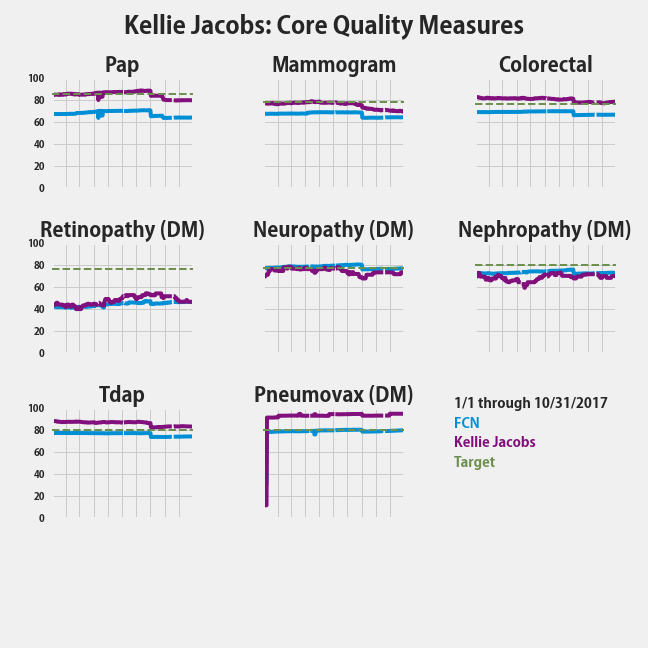 Kellie Jacobs: Core Quality Measures
Pap
Mammogram
Colorectal
100
80
60
40
20
0
Retinopathy (DM)
Neuropathy (DM)
Nephropathy (DM)
100
80
60
40
20
0
Tdap
Pneumovax (DM)
100
80
60
40
20
0
1/1 through 10/31/2017
FCN
Kellie Jacobs
Target